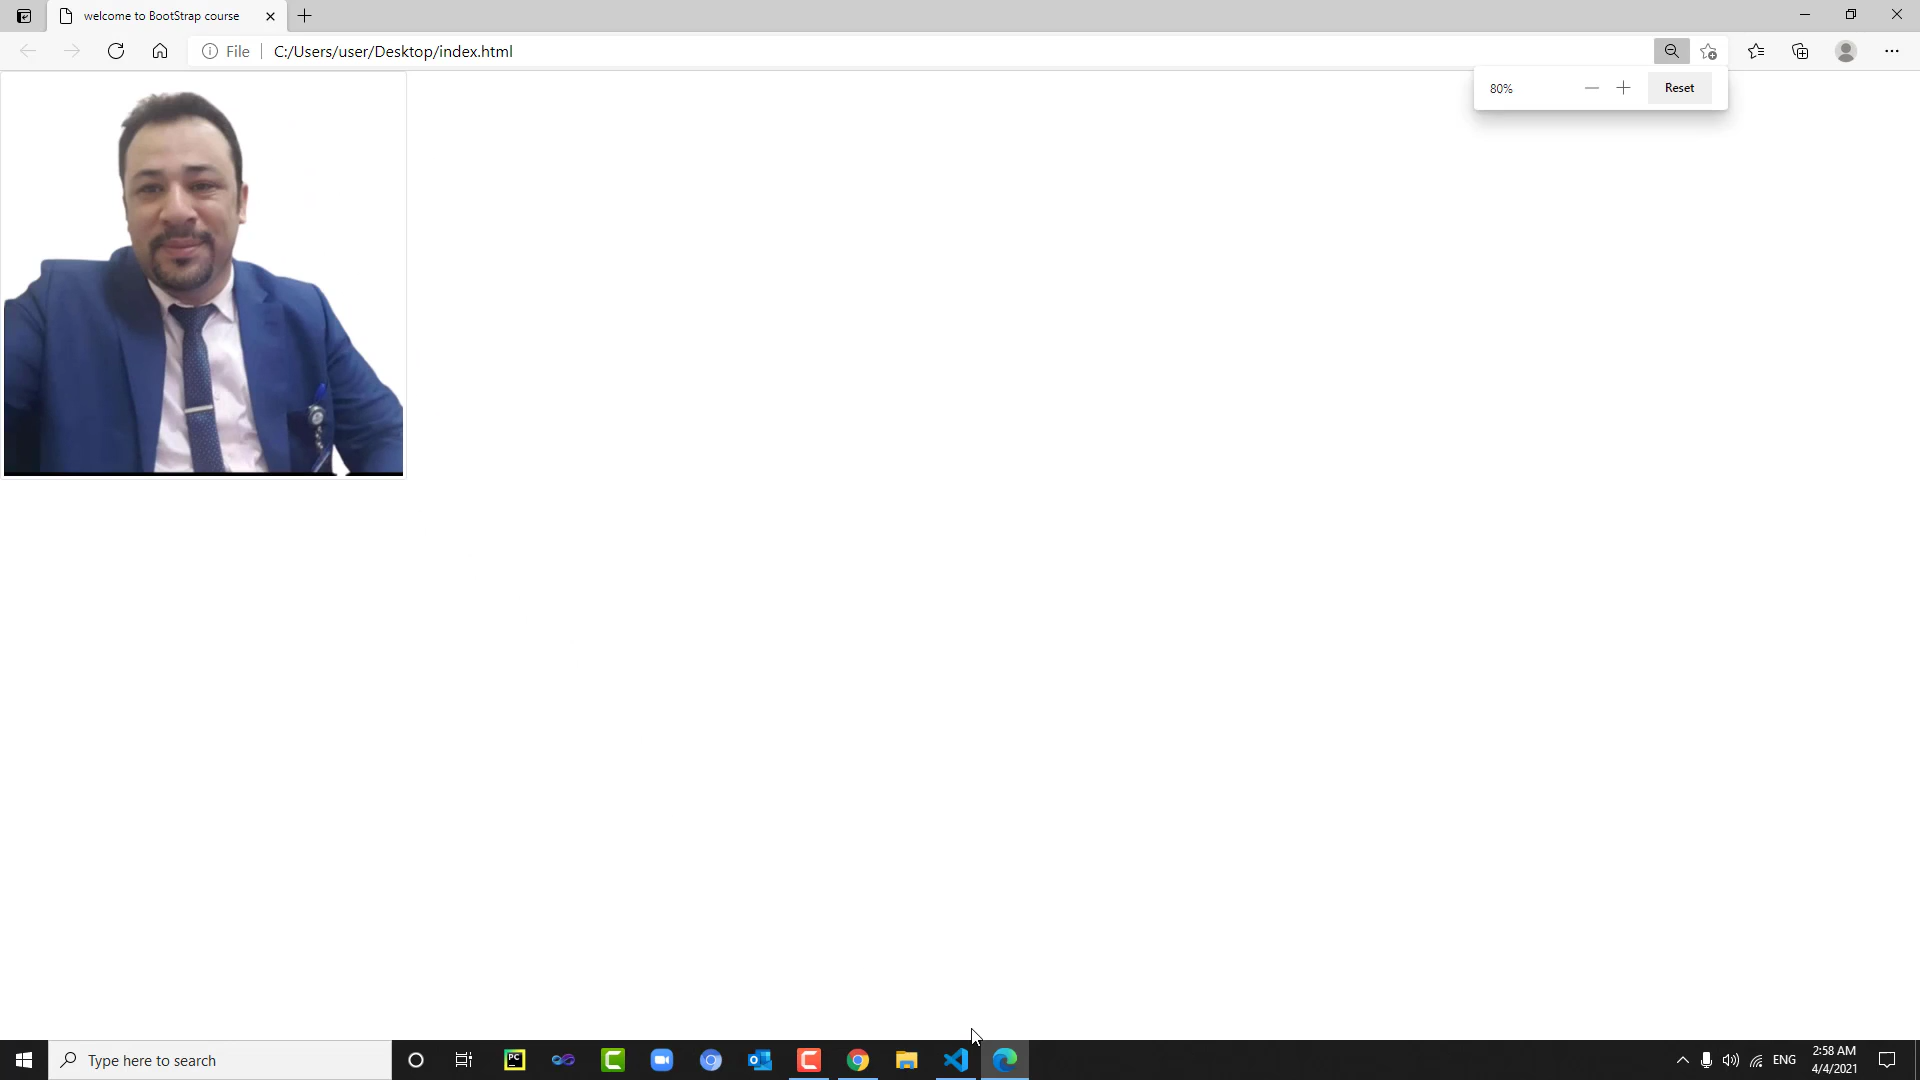 welcome to BootStrap course
File
C:/Users/user/Desktop/index.html
80%
Reset
Type here to search
PC
ENG
2:58 AM
4/4/2021